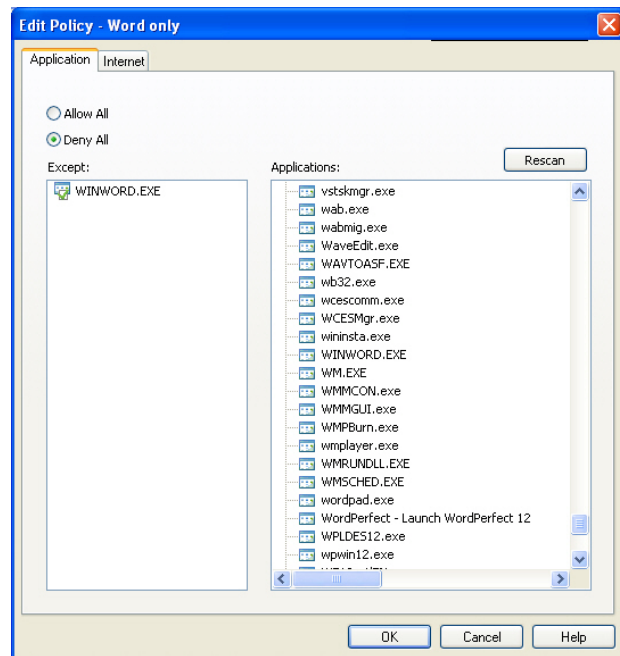 Edit Policy - Word only
Application
Internet
Allow All
Deny All
Rescan
Except:
Applications:
WINWORD.EXE
vstskmgr.exe
wab.exe
wabmig.exe
WaveEdit.exe
WAVTOASF.EXE
wb32.exe
wcescomm.exe
WCESMgr.exe
wininsta.exe
WINWORD.EXE
WM.EXE
WMMCON.exe
WMMGUI.exe
WMPBurn.exe
wmplayer.exe
WMRUNDLL.EXE
WMSCHED.EXE
wordpad.exe
WordPerfect - Launch WordPerfect 12
WPLDES12.exe
wpwin12.exe
OK
Cancel
Help